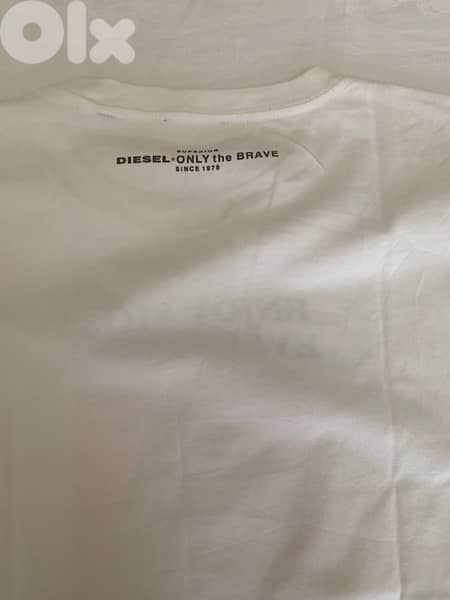 OLX
SUPERIOR
DIESEL•ONLY the BRAVE
SINCE 1978